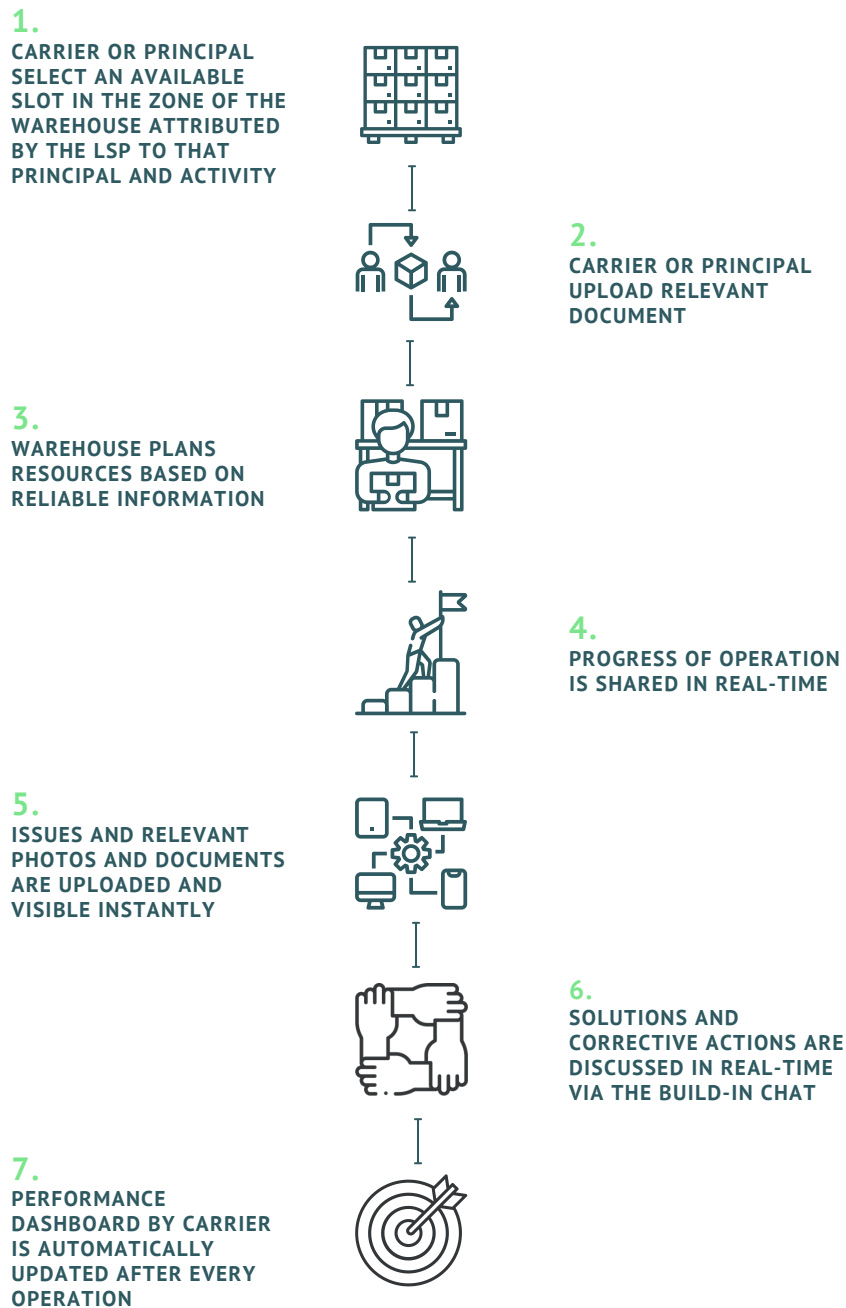 1.
CARRIER OR PRINCIPAL
SELECT AN AVAILABLE
SLOT IN THE ZONE OF THE
WAREHOUSE ATTRIBUTED
BY THE LSP TO THAT
PRINCIPAL AND ACTIVITY
2.
CARRIER OR PRINCIPAL
UPLOAD RELEVANT
DOCUMENT
3.
WAREHOUSE PLANS
RESOURCES BASED ON
RELIABLE INFORMATION
4.
PROGRESS OF OPERATION
IS SHARED IN REAL-TIME
5.
ISSUES AND RELEVANT
PHOTOS AND DOCUMENTS
ARE UPLOADED AND
VISIBLE INSTANTLY
6.
SOLUTIONS AND
CORRECTIVE ACTIONS ARE
DISCUSSED IN REAL-TIME
VIA THE BUILD-IN CHAT
7.
PERFORMANCE
DASHBOARD BY CARRIER
IS AUTOMATICALLY
UPDATED AFTER EVERY
OPERATION